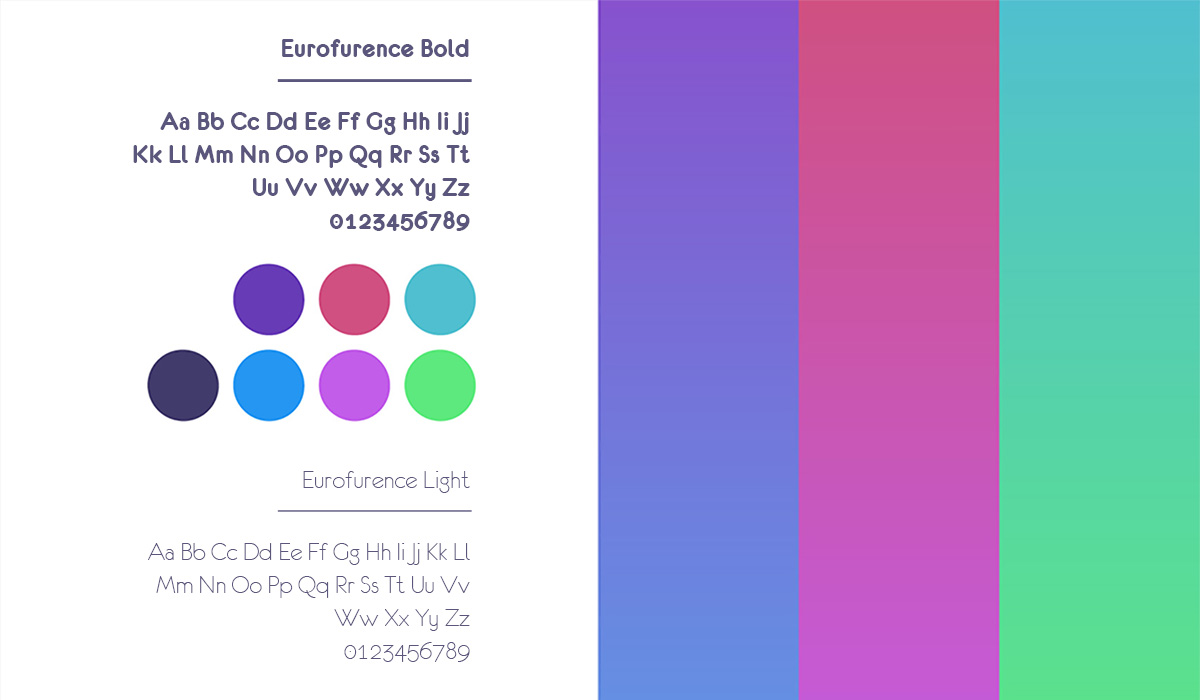 Eurofurence Bold
Aa Bb Cc Dd Ee Ff Gg Hh Ii Jj
Kk Ll Mm Nn Oo Pp Qq Rr Ss Tt
Uu Vv Ww Xx Yy Zz
0123456789
Eurofurence Light
Aa Bb Cc Dd Ee Ff Gg Hh Ii Jj Kk Ll
Mm Nn Oo Pp Qq Rr Ss Tt Uu Vv
Ww Xx Yy Zz
0123456789